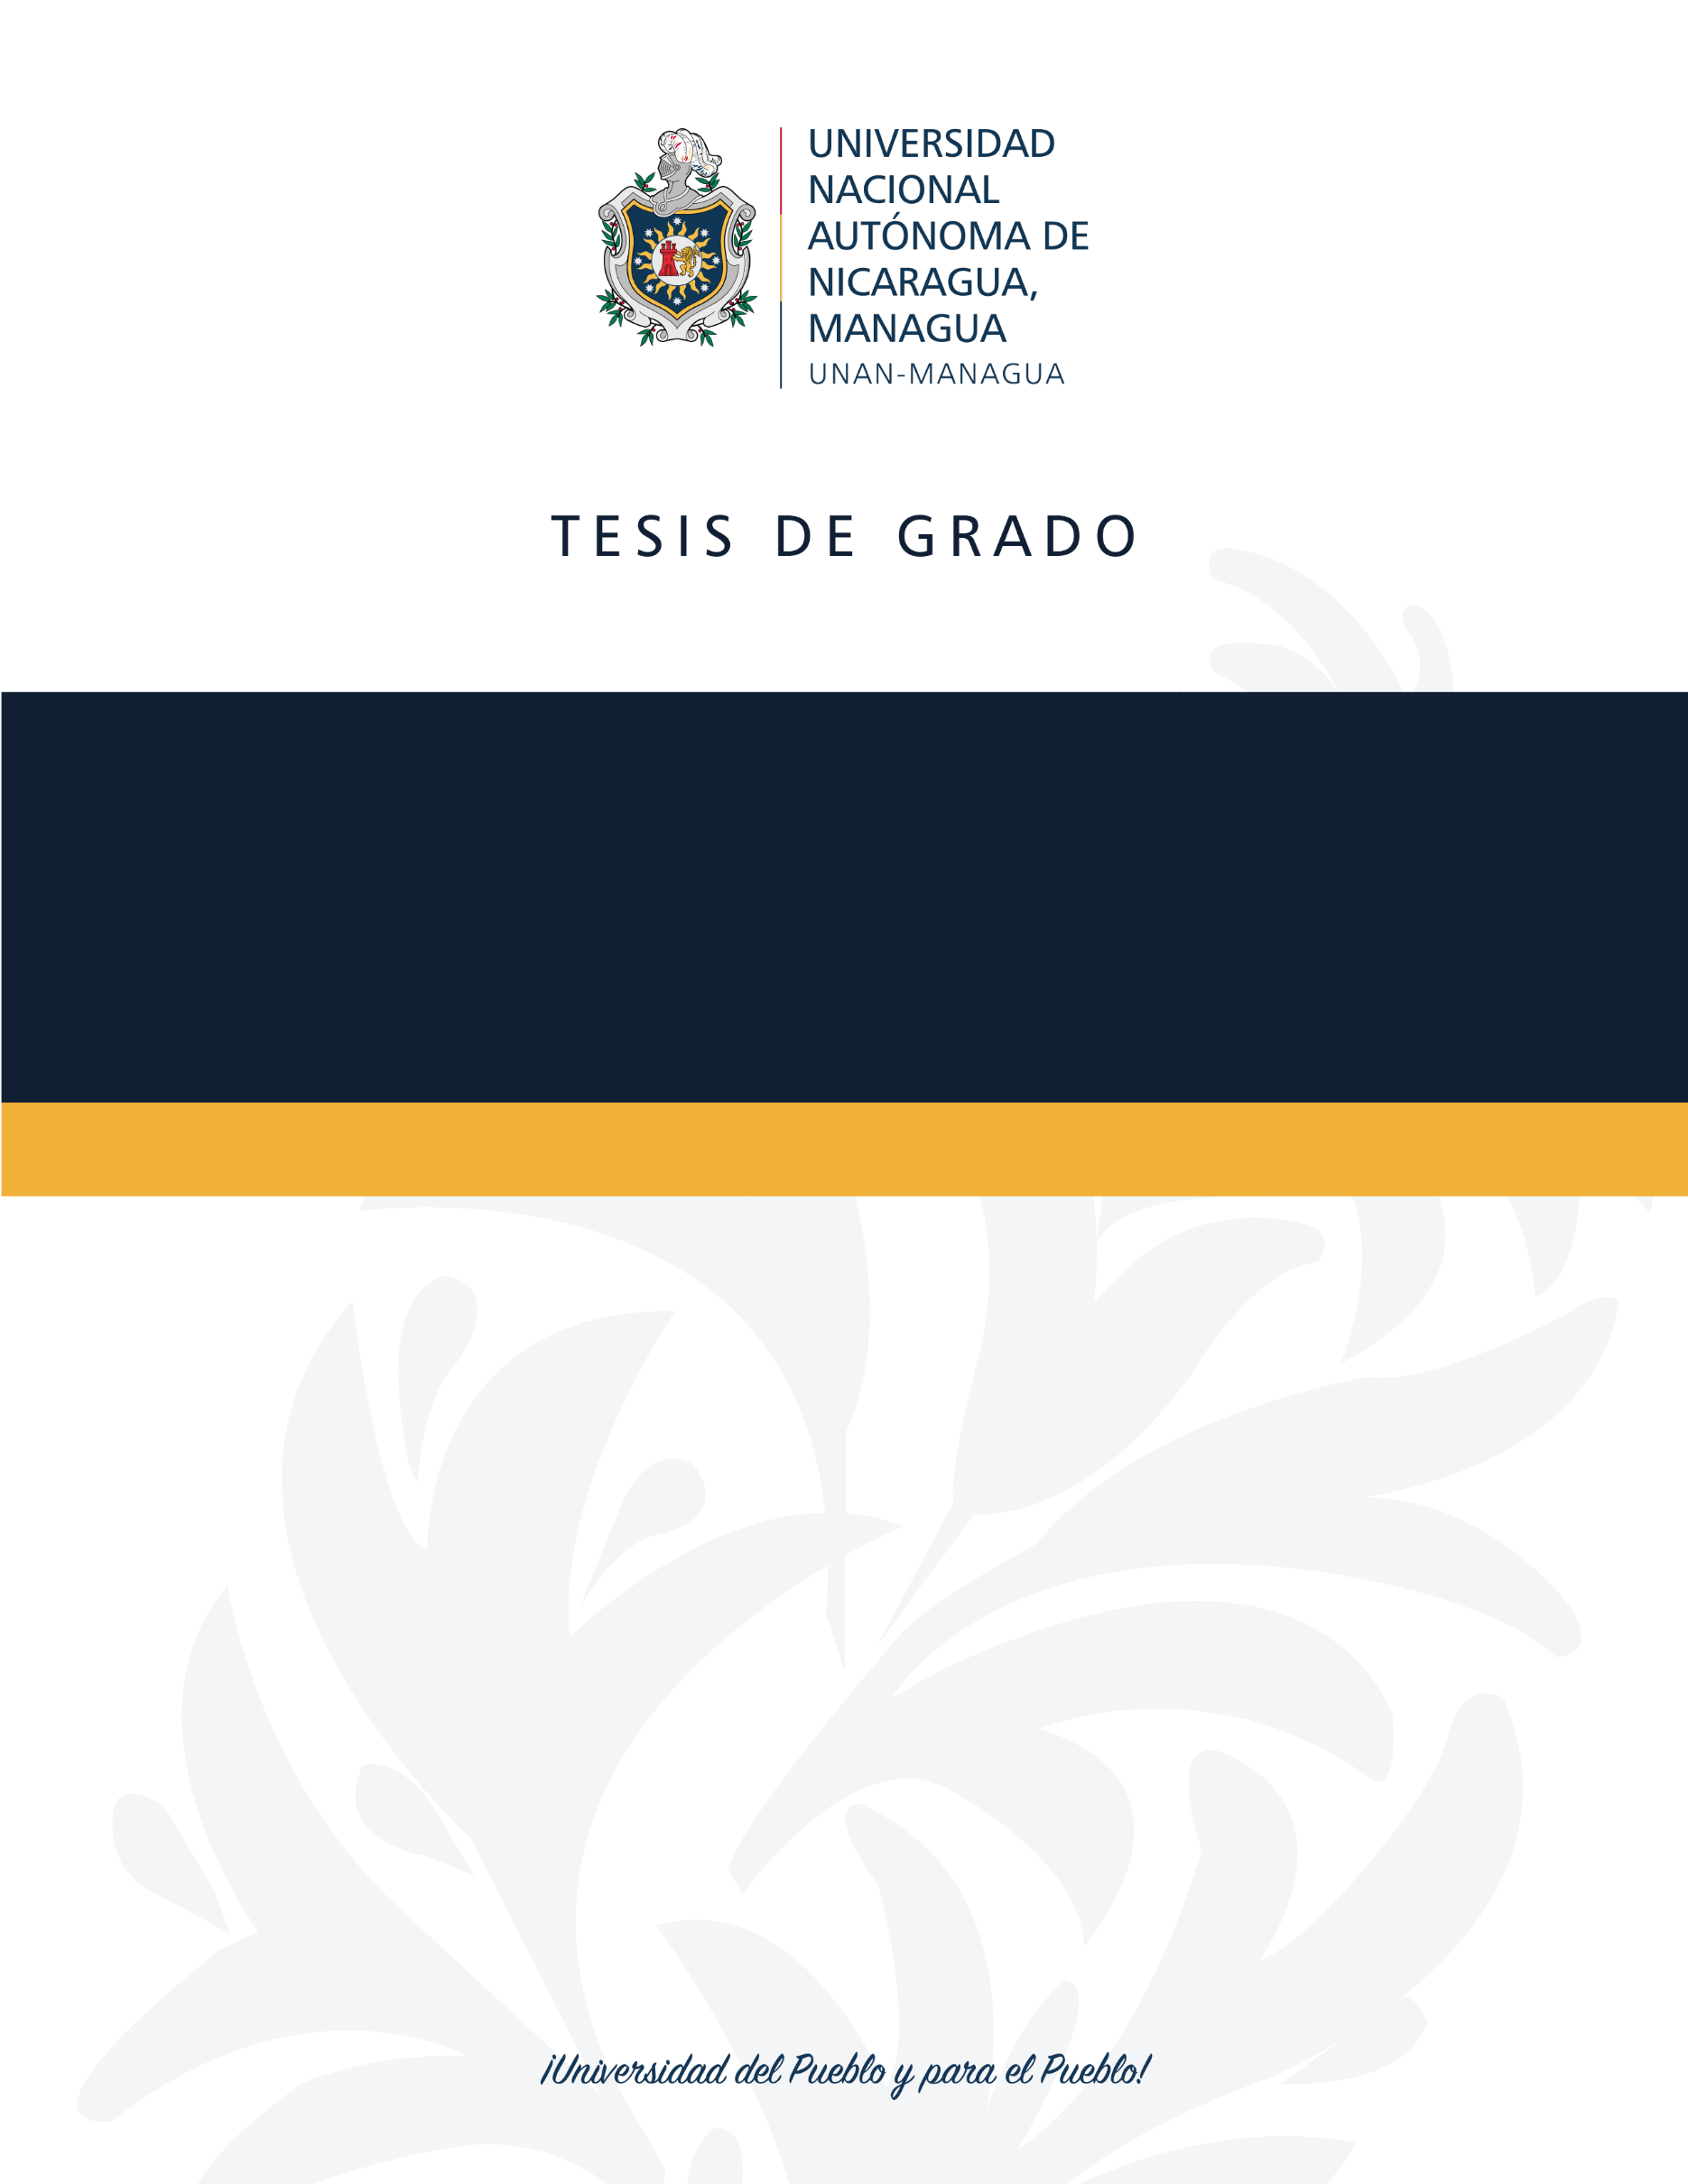 UNIVERSIDAD
NACIONAL
AUTÓNOMA DE
NICARAGUA,
MANAGUA
UNAN-MANAGUA
TESIS DE GRADO
¡Universidad del Pueblo y para el Pueblo!